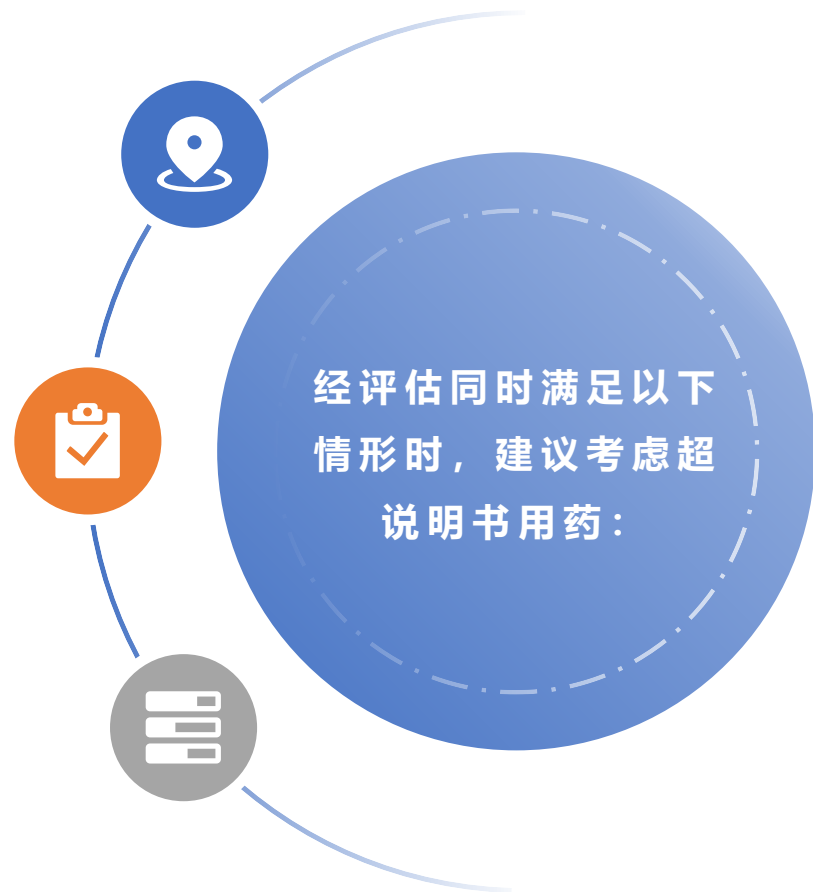 经评估同时满足以下
情形时，建议考虑超
说明书用药：